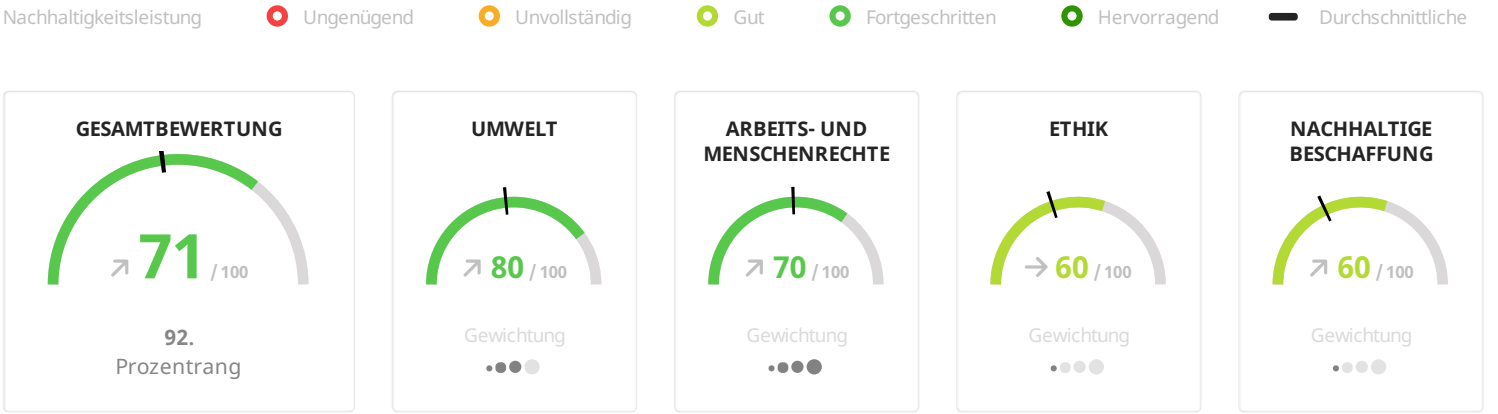 Nachhaltigkeitsleistung Ungenügend Unvollständig Gut Fortgeschritten Hervorragend Durchschnittliche
GESAMTBEWERTUNG
71 / 100
92.
Prozentrang
UMWELT
80 / 100
Gewichtung
ARBEITS- UND
MENSCHENRECHTE
70 / 100
Gewichtung
ETHIK
60 / 100
Gewichtung
NACHHALTIGE
BESCHAFFUNG
60 / 100
Gewichtung